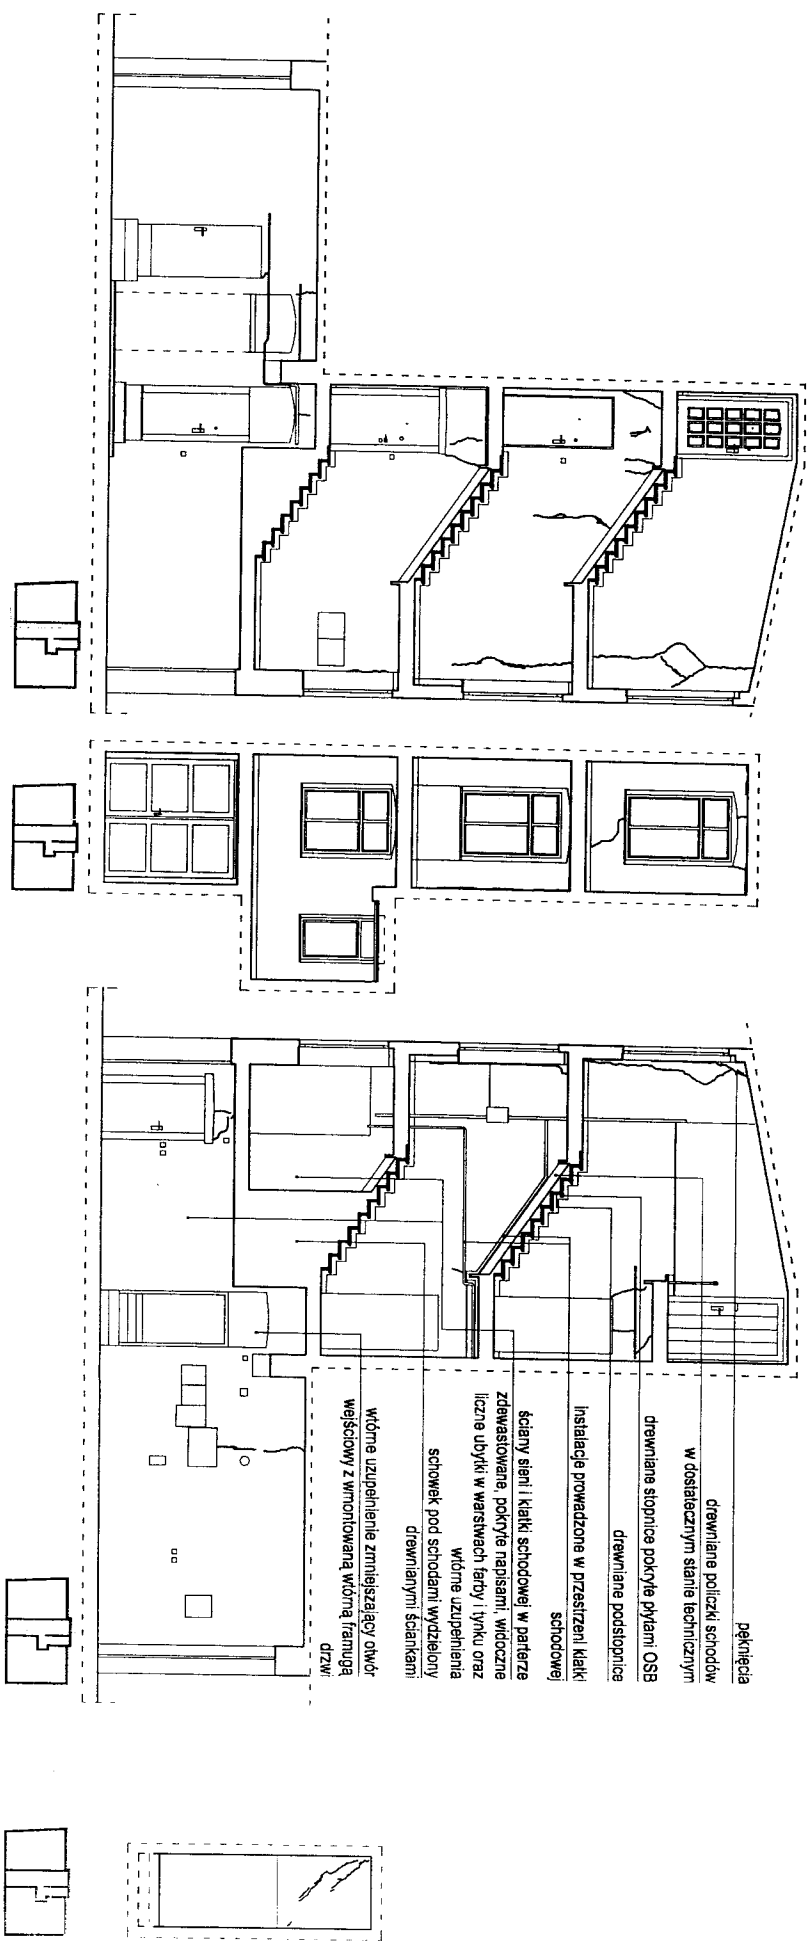 pęknięcia
drewniane policzki schodów
w dostatecznym stanie technicznym
drewniane stopnice pokryte płytami OSB
drewniane podstopnice
instalacje prowadzone w przestrzeni klatki
schodowej
ściany sieni i klatki schodowej w parterze
zdewastowane, pokryte napisami, widoczne
liczne ubytki w warstwach farby i tynku oraz
wtórne uzupełnienia
schowek pod schodami wydzielony
drewnianymi ściankami
wtórne uzupełnienie zmniejszający otwór
wejściowy z wmontowaną wtórną framugą
drzwi